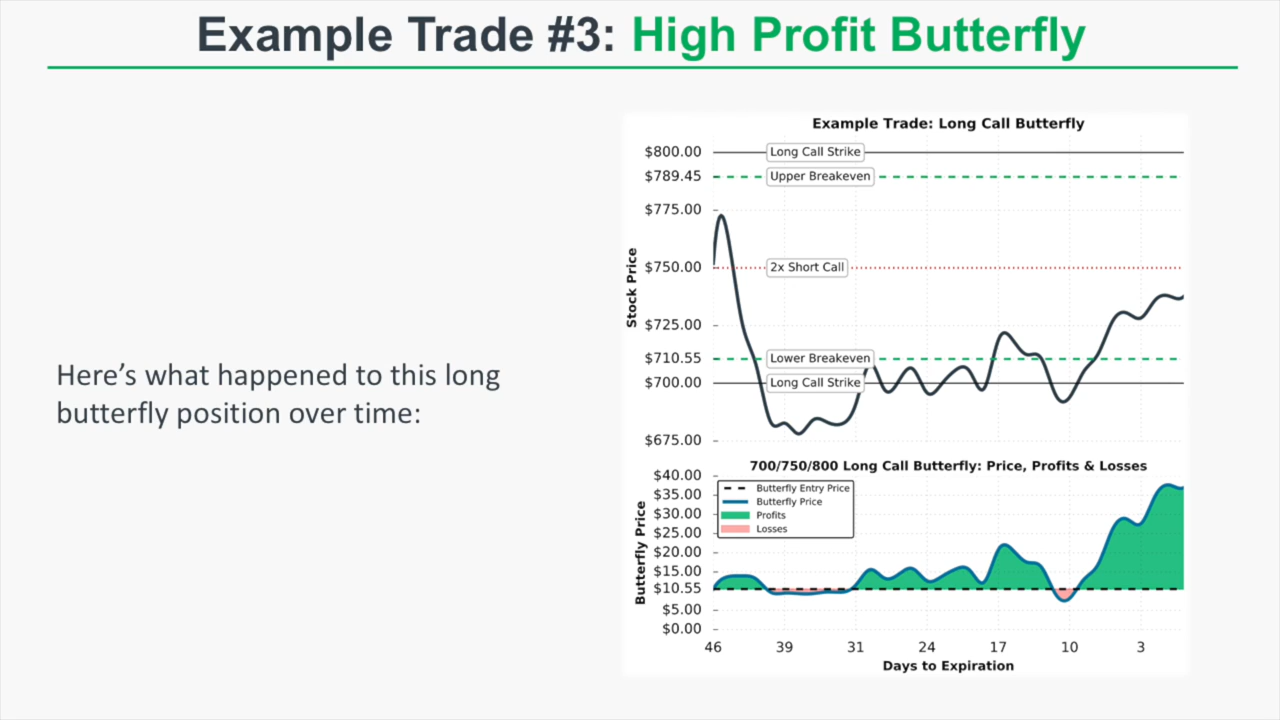 Example Trade #3: High Profit Butterfly
Here’s what happened to this long
butterfly position over time:
Example Trade: Long Call Butterfly
Stock Price
$800.00
Long Call Strike
$789.45
Upper Breakeven
$775.00
$750.00
2x Short Call
$725.00
$710.55
Lower Breakeven
$700.00
Long Call Strike
$675.00
700/750/800 Long Call Butterfly: Price, Profits & Losses
Butterfly Price
$40.00
$35.00
$30.00
$25.00
$20.00
$15.00
$10.55
$5.00
$0.00
Butterfly Entry Price
Butterfly Price
Profits
Losses
46 39 31 24 17 10 3
Days to Expiration